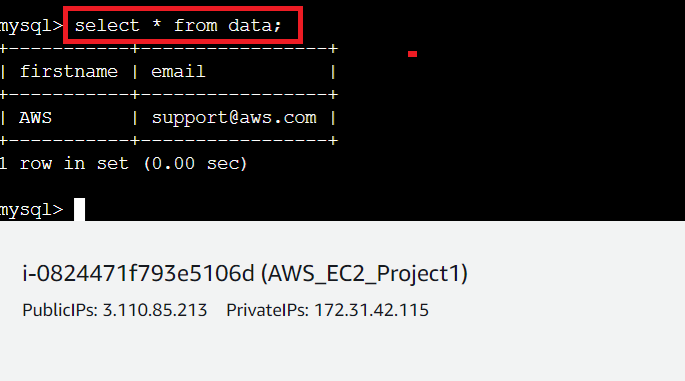 mysql> select * from data;
+-----------+-----------------+
| firstname | email           |
+-----------+-----------------+
| AWS       | support@aws.com |
+-----------+-----------------+
1 row in set (0.00 sec)
mysql>
i-0824471f793e5106d (AWS_EC2_Project1)
PublicIPs: 3.110.85.213 PrivateIPs: 172.31.42.115